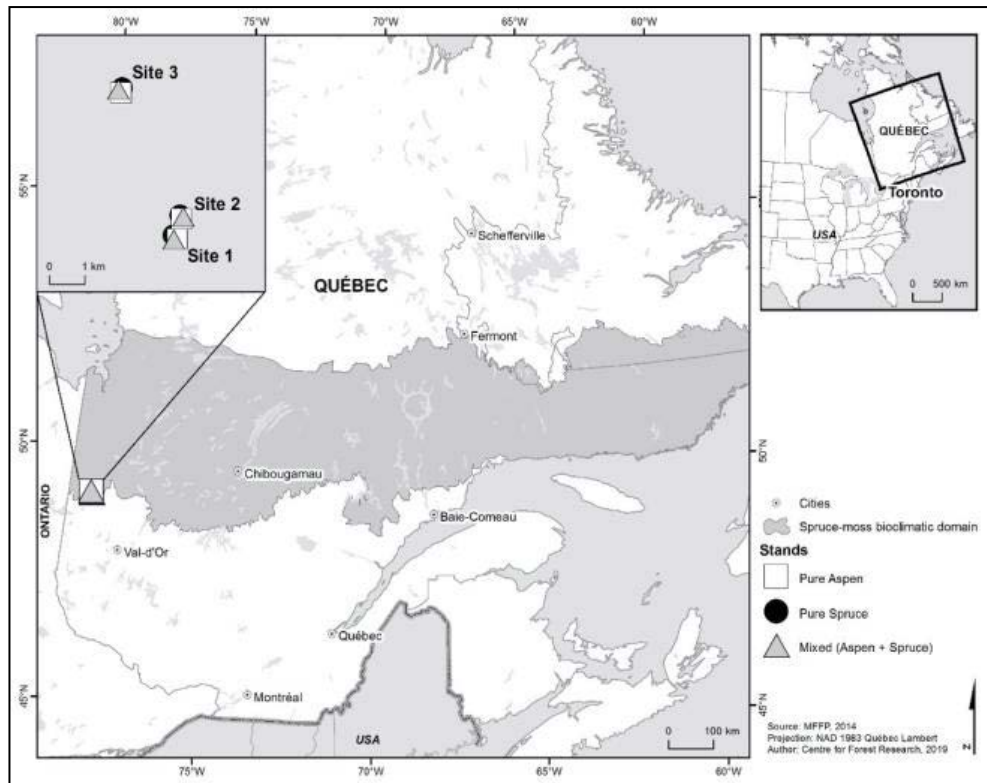 80°W
75°W
70°W
65°W
60°W
Site 3
Site 2
Site 1
0 1 km
55°N
50°N
45°N
QUÉBEC
Schefferville
Fermont
Chibougamau
Baie-Comeau
ONTARIO
Val-d'Or
Québec
Montréal
USA
0 100 km
75°W
70°W
65°W
60°W
QUÉBEC
Toronto
USA
0 500 km
50°N
45°N
Cities
Spruce-moss bioclimatic domain
Stands
Pure Aspen
Pure Spruce
Mixed (Aspen + Spruce)
Source: MFFP, 2014
Projection: NAD 1983 Québec Lambert
Author: Centre for Forest Research, 2019
N